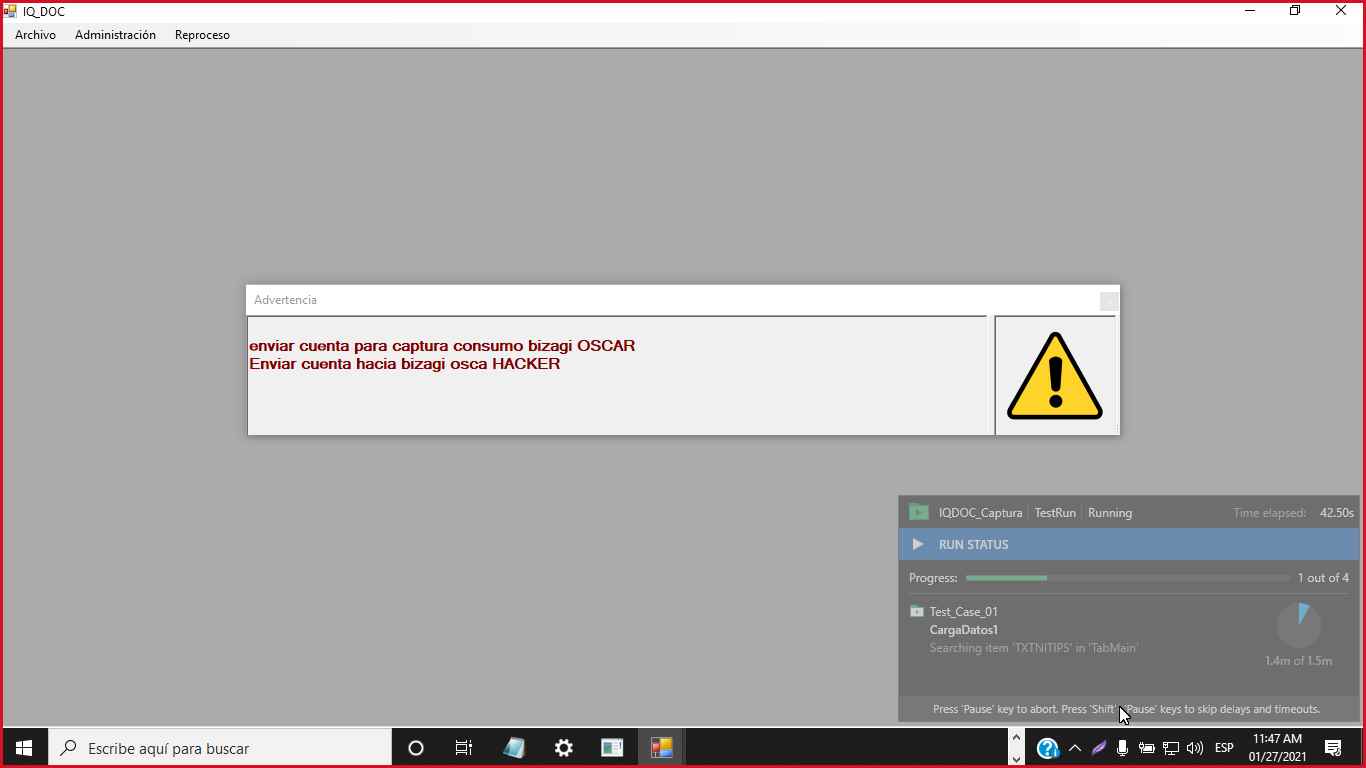 IQ_DOC
Archivo Administración Reproceso
Advertencia
enviar cuenta para captura consumo bizagi OSCAR
Enviar cuenta hacia bizagi osca HACKER
IQDOC_Captura TestRun Running Time elapsed: 42.50s
RUN STATUS
Progress: 1 out of 4
Test_Case_01
CargaDatos1
Searching item 'TXTNITIPS' in 'TabMain'
1.4m of 1.5m
Press 'Pause' key to abort. Press 'Shift' 'Pause' keys to skip delays and timeouts.
Escribe aquí para buscar
ESP
11:47 AM
01/27/2021